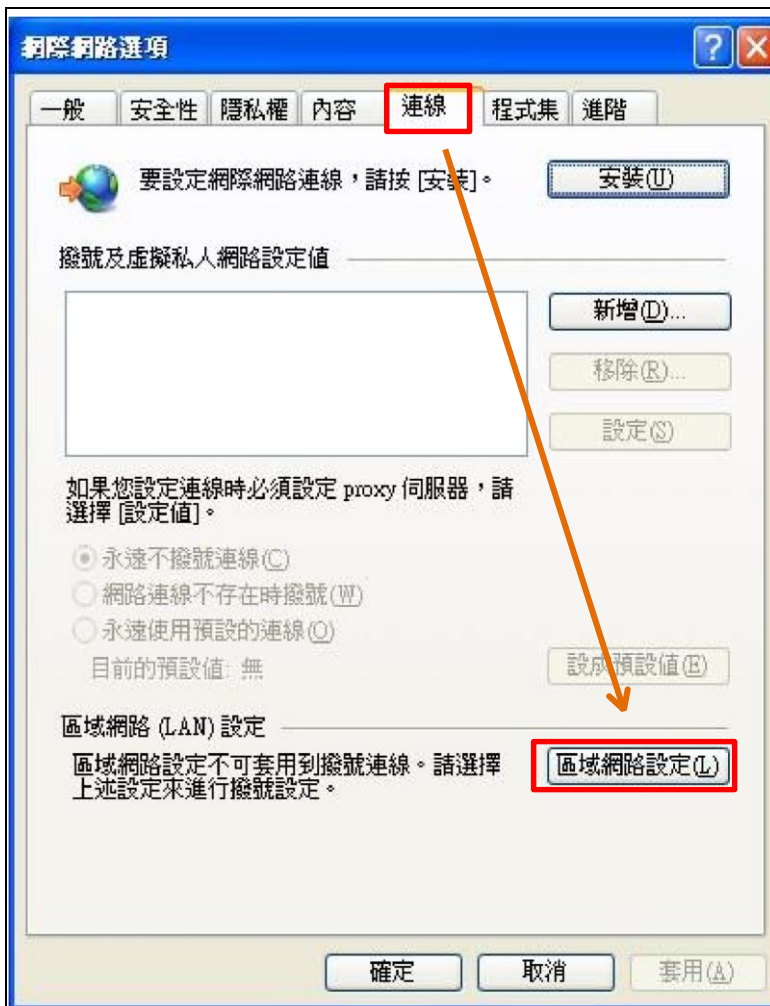 網際網路選項
一般 安全性 隱私權 內容 連線 程式集 進階
要設定網際網路連線，請按 [安裝]。
安裝(U)
撥號及虛擬私人網路設定值
新增(D)...
移除(R)...
設定(S)
如果您設定連線時必須設定 proxy 伺服器，請
選擇 [設定值]。
永遠不撥號連線(C)
網路連線不存在時撥號(W)
永遠使用預設的連線(O)
目前的預設值: 無
設成預設值(E)
區域網路 (LAN) 設定
區域網路設定不可套用到撥號連線。請選擇
上述設定來進行撥號設定。
區域網路設定(L)
確定 取消 套用(A)